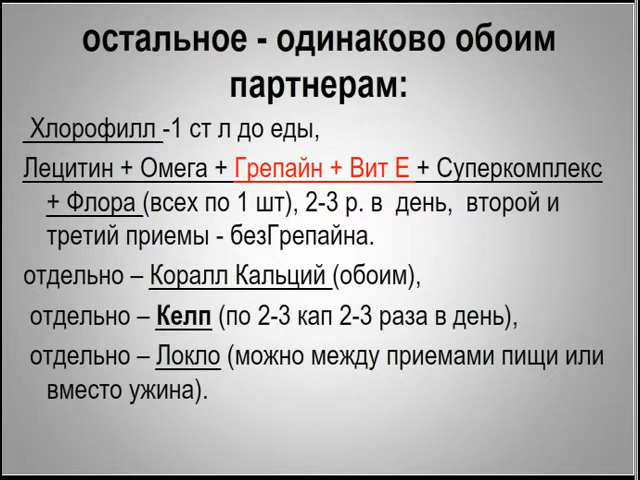 остальное - одинаково обоим
партнерам:
Хлорофилл -1 ст л до еды,
Лецитин + Омега + Грепайн + Вит Е + Суперкомплекс
+ Флора (всех по 1 шт), 2-3 р. в день, второй и
третий приемы - безГрепайна.
отдельно – Коралл Кальций (обоим),
отдельно – Келп (по 2-3 кап 2-3 раза в день),
отдельно – Локло (можно между приемами пищи или
вместо ужина).